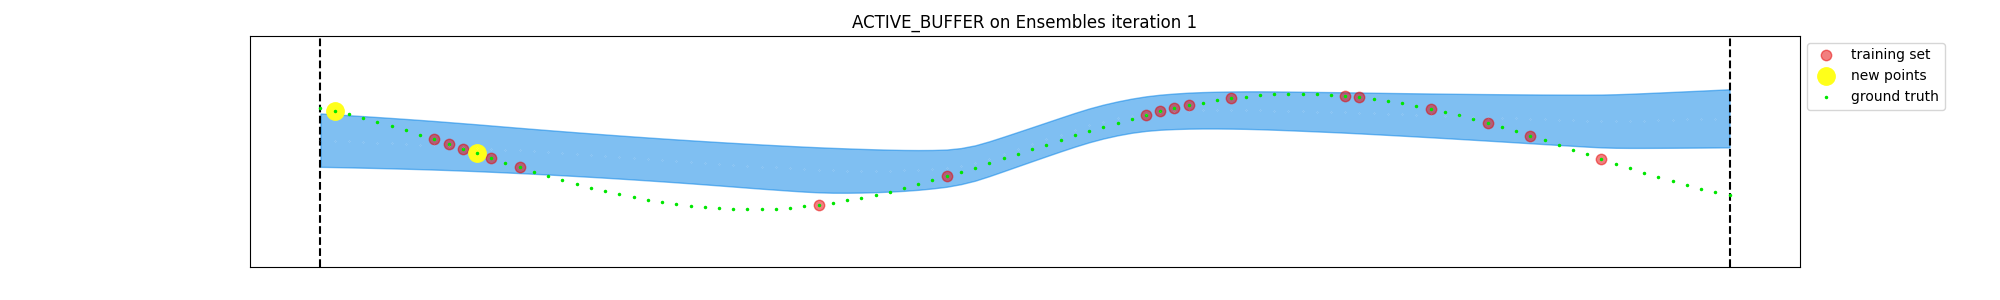 ACTIVE_BUFFER on Ensembles iteration 1
training set
new points
ground truth